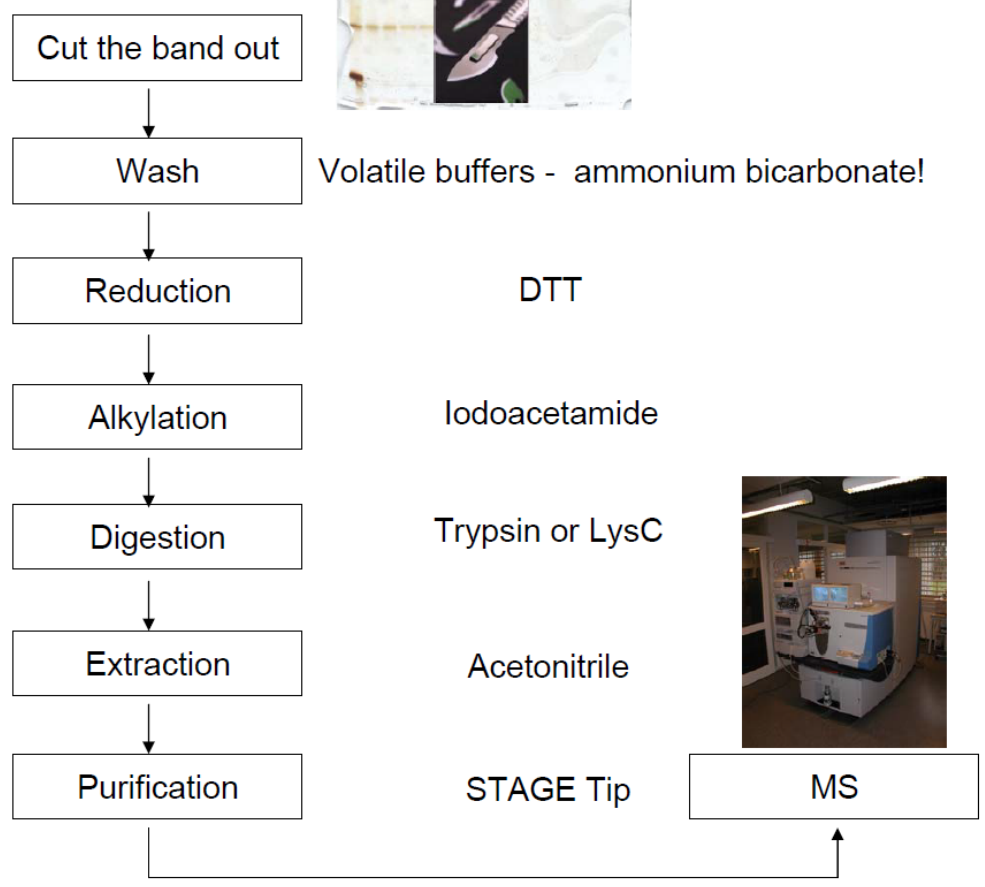 Cut the band out
Wash
Volatile buffers - ammonium bicarbonate!
Reduction
DTT
Alkylation
Iodoacetamide
Digestion
Trypsin or LysC
Extraction
Acetonitrile
Purification
STAGE Tip
MS